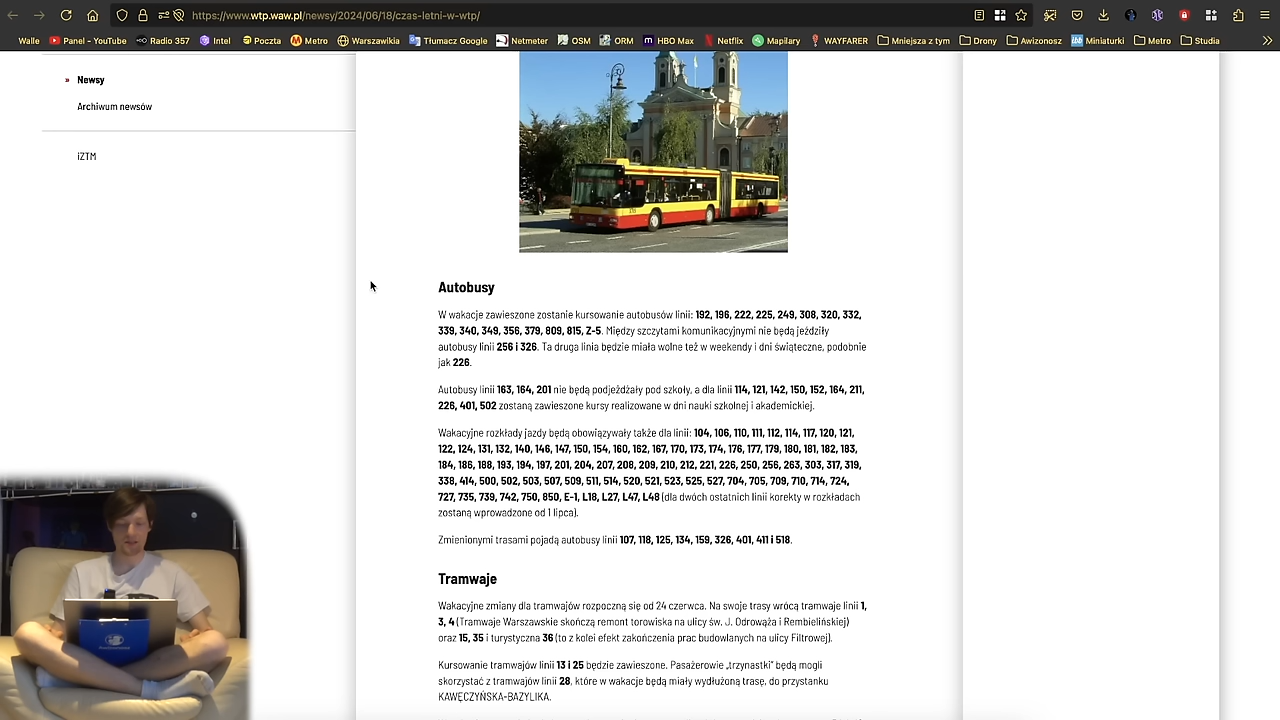 https://www.wtp.waw.pl/newsy/2024/06/18/czas-letni-w-wtp/
Walle Panel - YouTube Radio 357 Intel Poczta Metro Warszawikia Tłumacz Google Netmeter OSM ORM HBO Max Netflix Mapilary WAYFARER Mniejsza z tym Drony Awizonosz Miniaturki Metro Studia
» Newsy
Archiwum newsów
iZTM
Autobusy
W wakacje zawieszone zostanie kursowanie autobusów linii: 192, 196, 222, 225, 249, 308, 320, 332,
339, 340, 349, 356, 379, 809, 815, Z-5. Między szczytami komunikacyjnymi nie będą jeździły
autobusy linii 256 i 326. Ta druga linia będzie miała wolne też w weekendy i dni świąteczne, podobnie
jak 226.
Autobusy linii 163, 164, 201 nie będą podjeżdżały pod szkoły, a dla linii 114, 121, 142, 150, 152, 164, 211,
226, 401, 502 zostaną zawieszone kursy realizowane w dni nauki szkolnej i akademickiej.
Wakacyjne rozkłady jazdy będą obowiązywały także dla linii: 104, 106, 110, 111, 112, 114, 117, 120, 121,
122, 124, 131, 132, 140, 146, 147, 150, 154, 160, 162, 167, 170, 173, 174, 176, 177, 179, 180, 181, 182, 183,
184, 186, 188, 193, 194, 197, 201, 204, 207, 208, 209, 210, 212, 221, 226, 250, 256, 263, 303, 317, 319,
338, 414, 500, 502, 503, 507, 509, 511, 514, 520, 521, 523, 525, 527, 704, 705, 709, 710, 714, 724,
727, 735, 739, 742, 750, 850, E-1, L18, L27, L47, L48 (dla dwóch ostatnich linii korekty w rozkładach
zostaną wprowadzone od 1 lipca).
Zmienionymi trasami pojadą autobusy linii 107, 118, 125, 134, 159, 326, 401, 411 i 518.
Tramwaje
Wakacyjne zmiany dla tramwajów rozpoczną się od 24 czerwca. Na swoje trasy wrócą tramwaje linii 1,
3, 4 (Tramwaje Warszawskie skończą remont torowiska na ulicy św. J. Odrowąża i Rembielińskiej)
oraz 15, 35 i turystyczna 36 (to z kolei efekt zakończenia prac budowlanych na ulicy Filtrowej).
Kursowanie tramwajów linii 13 i 25 będzie zawieszone. Pasażerowie „trzynastki” będą mogli
skorzystać z tramwajów linii 28, które w wakacje będą miały wydłużoną trasę, do przystanku
KAWĘCZYŃSKA-BAZYLIKA.